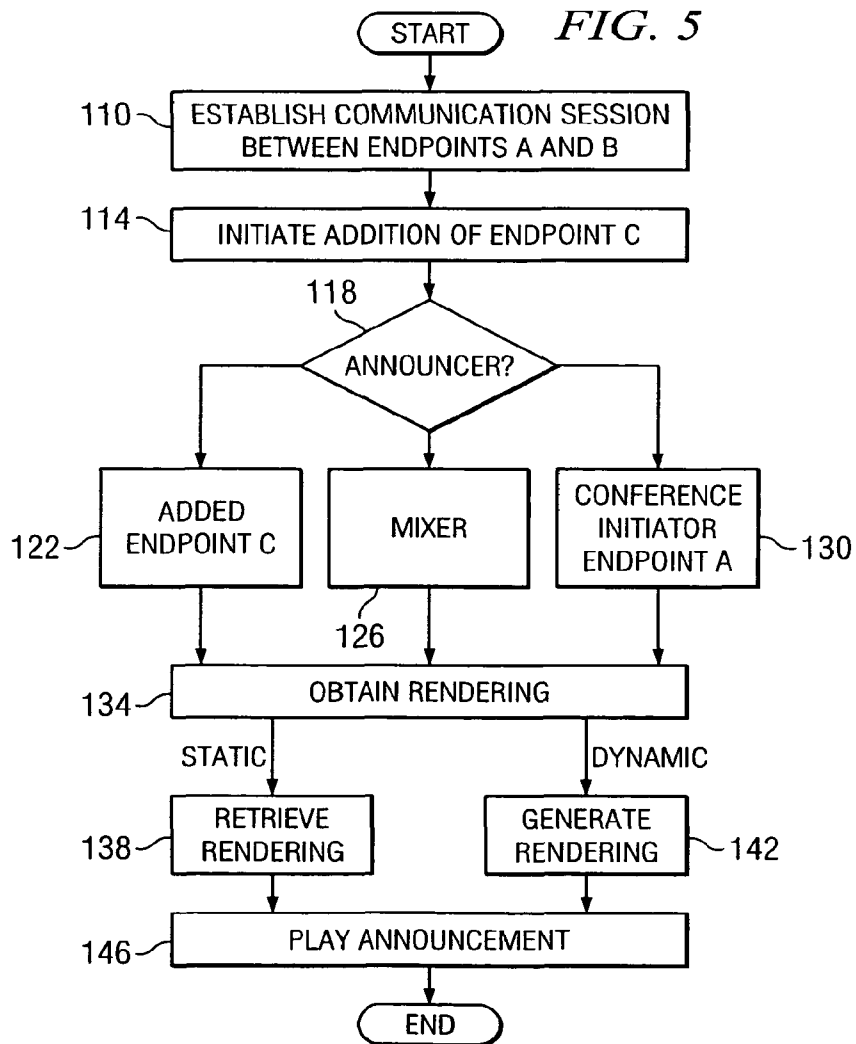 START
FIG. 5
110
ESTABLISH COMMUNICATION SESSION
BETWEEN ENDPOINTS A AND B
114
INITIATE ADDITION OF ENDPOINT C
118
ANNOUNCER?
122
ADDED
ENDPOINT C
MIXER
126
CONFERENCE
INITIATOR
ENDPOINT A
130
134
OBTAIN RENDERING
STATIC
DYNAMIC
138
RETRIEVE
RENDERING
GENERATE
RENDERING
142
146
PLAY ANNOUNCEMENT
END